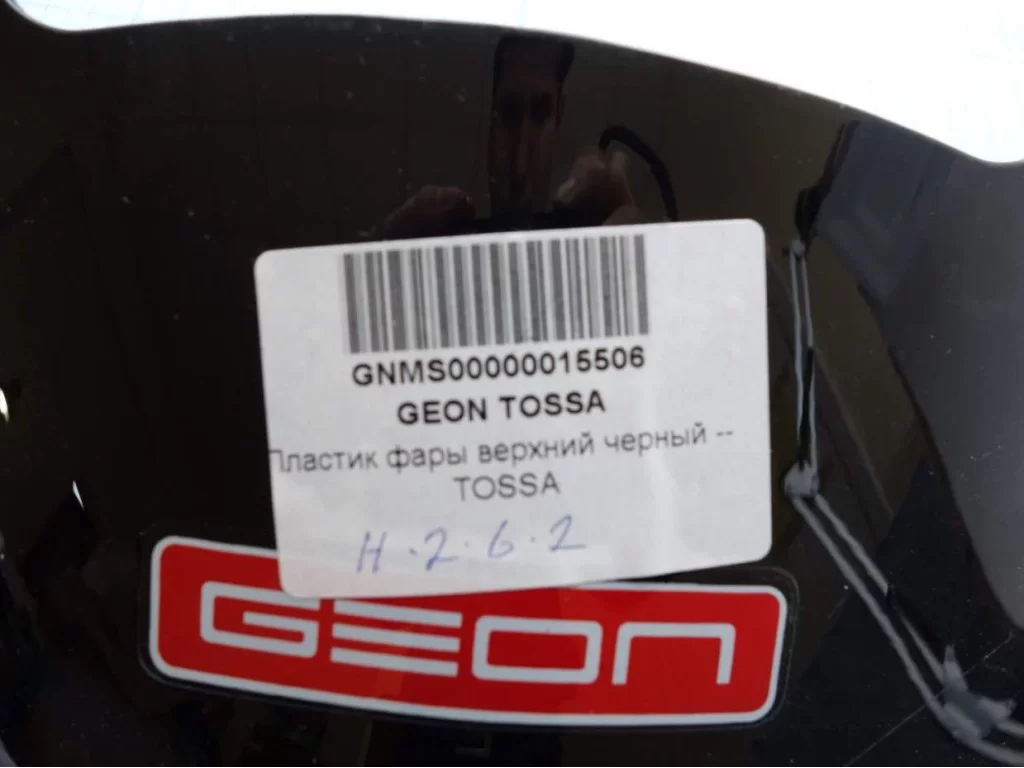 GNMS00000015506
GEON TOSSA
Пластик фары верхний черный --
TOSSA
H.2.6.2
GEON